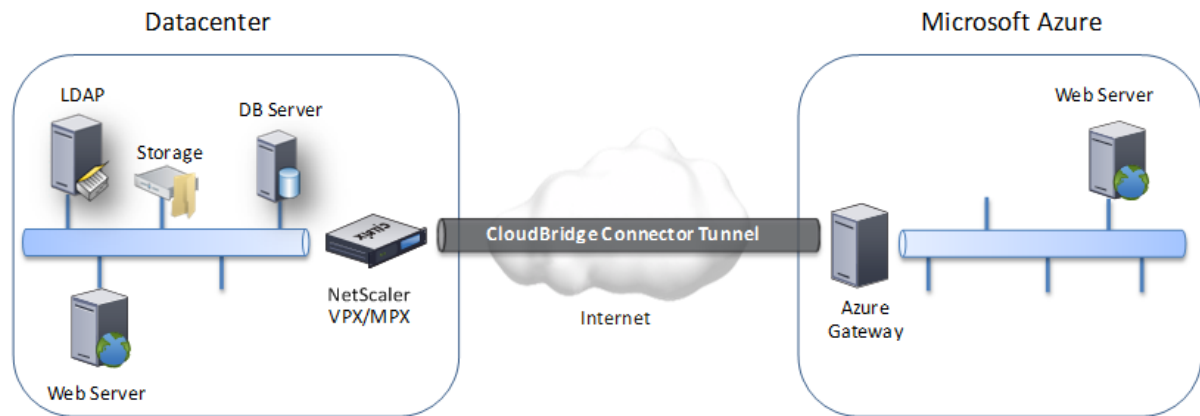 Datacenter
Microsoft Azure
LDAP
DB Server
Storage
Web Server
CITRIX
CloudBridge Connector Tunnel
NetScaler
VPX/MPX
Internet
Azure
Gateway
Web Server